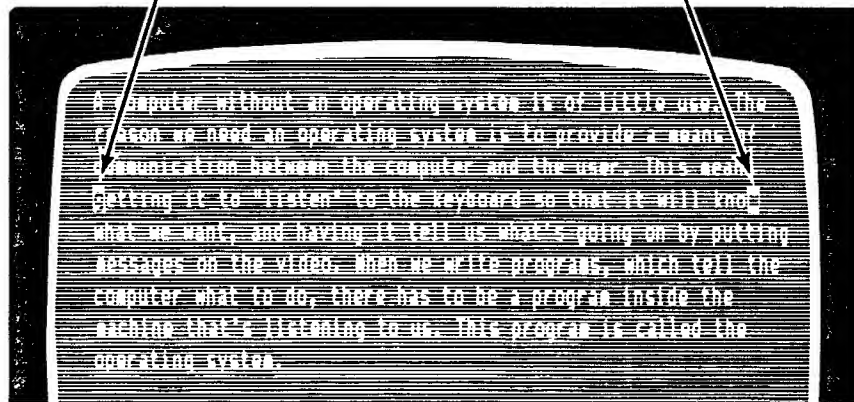 A computer without an operating system is of little use. The
reason we need an operating system is to provide a means of
communication between the computer and the user. This means
getting it to "listen" to the keyboard so that it will know
what we want, and having it tell us what's going on by putting
messages on the video. When we write programs, which tell the
computer what to do, there has to be a program inside the
machine that's listening to us. This program is called the
operating system.